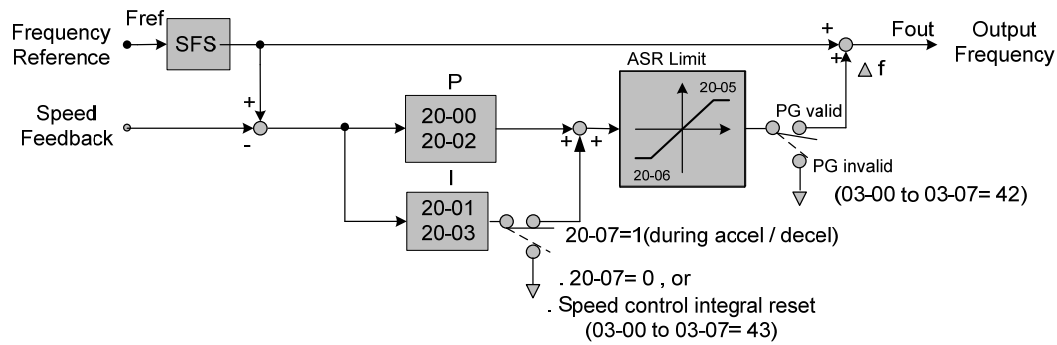 Frequency
Reference
Fref
SFS
+
+
Fout
Output
Frequency
Δ f
Speed
Feedback
+
-
P
20-00
20-02
I
20-01
20-03
+
+
ASR Limit
20-05
20-06
PG valid
PG invalid
(03-00 to 03-07= 42)
20-07=1(during accel / decel)
. 20-07= 0 , or
. Speed control integral reset
(03-00 to 03-07= 43)